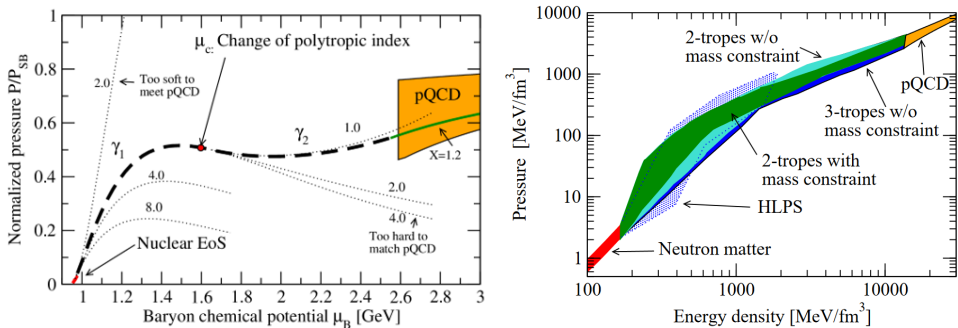 μc: Change of polytropic index
2.0
Too soft to
meet pQCD
pQCD
γ1
γ2
1.0
X=1.2
4.0
2.0
8.0
4.0
Too hard to
match pQCD
Nuclear EoS
Normalized pressure P/PSB
1
0.8
0.6
0.4
0.2
0
1
1.2
1.4
1.6
1.8
2
2.2
2.4
2.6
2.8
3
Baryon chemical potential μB [GeV]
Pressure [MeV/fm³]
10000
1000
100
10
1
2-tropes w/o
mass constraint
pQCD
3-tropes w/o
mass constraint
2-tropes with
mass constraint
HLPS
Neutron matter
100
1000
10000
Energy density [MeV/fm³]